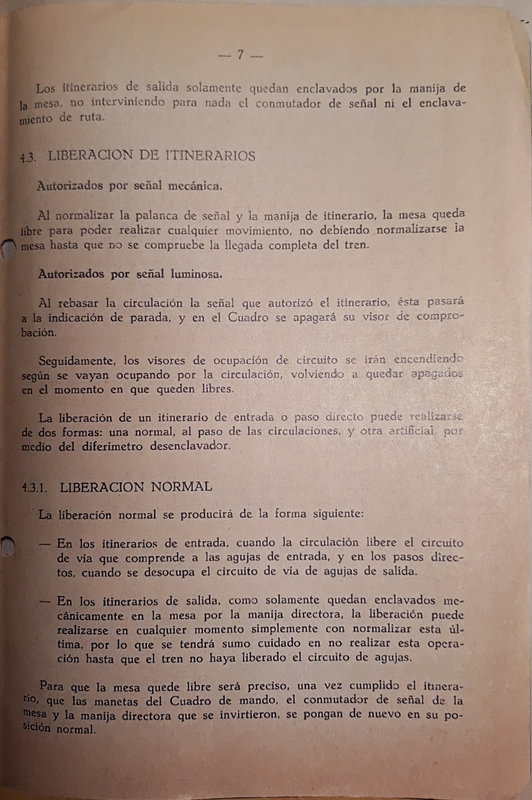 — 7 —
Los itinerarios de salida solamente quedan enclavados por la manija de
la mesa, no interviniendo para nada el conmutador de señal ni el enclava-
miento de ruta.
4.3. LIBERACION DE ITINERARIOS
Autorizados por señal mecánica.
Al normalizar la palanca de señal y la manija de itinerario, la mesa queda
libre para poder realizar cualquier movimiento, no debiendo normalizarse la
mesa hasta que no se compruebe la llegada completa del tren.
Autorizados por señal luminosa.
Al rebasar la circulación la señal que autorizó el itinerario, ésta pasará
a la indicación de parada, y en el Cuadro se apagará su visor de compro-
bación.
Seguidamente, los visores de ocupación de circuito se irán encendiendo
según se vayan ocupando por la circulación, volviendo a quedar apagados
en el momento en que queden libres.
La liberación de un itinerario de entrada o paso directo puede realizarse
de dos formas: una normal, al paso de las circulaciones, y otra artificial, por
medio del diferímetro desenclavador.
4.3.1. LIBERACION NORMAL
La liberación normal se producirá de la forma siguiente:
— En los itinerarios de entrada, cuando la circulación libere el circuito
de vía que comprende a las agujas de entrada, y en los pasos direc-
tos, cuando se desocupa el circuito de vía de agujas de salida.
— En los itinerarios de salida, como solamente quedan enclavados me-
cánicamente en la mesa por la manija directora, la liberación puede
realizarse en cualquier momento simplemente con normalizar esta úl-
tima, por lo que se tendrá sumo cuidado en no realizar esta opera-
ción hasta que el tren no haya liberado el circuito de agujas.
Para que la mesa quede libre será preciso, una vez cumplido el itinera-
rio, que las manetas del Cuadro de mando, el conmutador de señal de la
mesa y la manija directora que se invirtieron, se pongan de nuevo en su po-
sición normal.